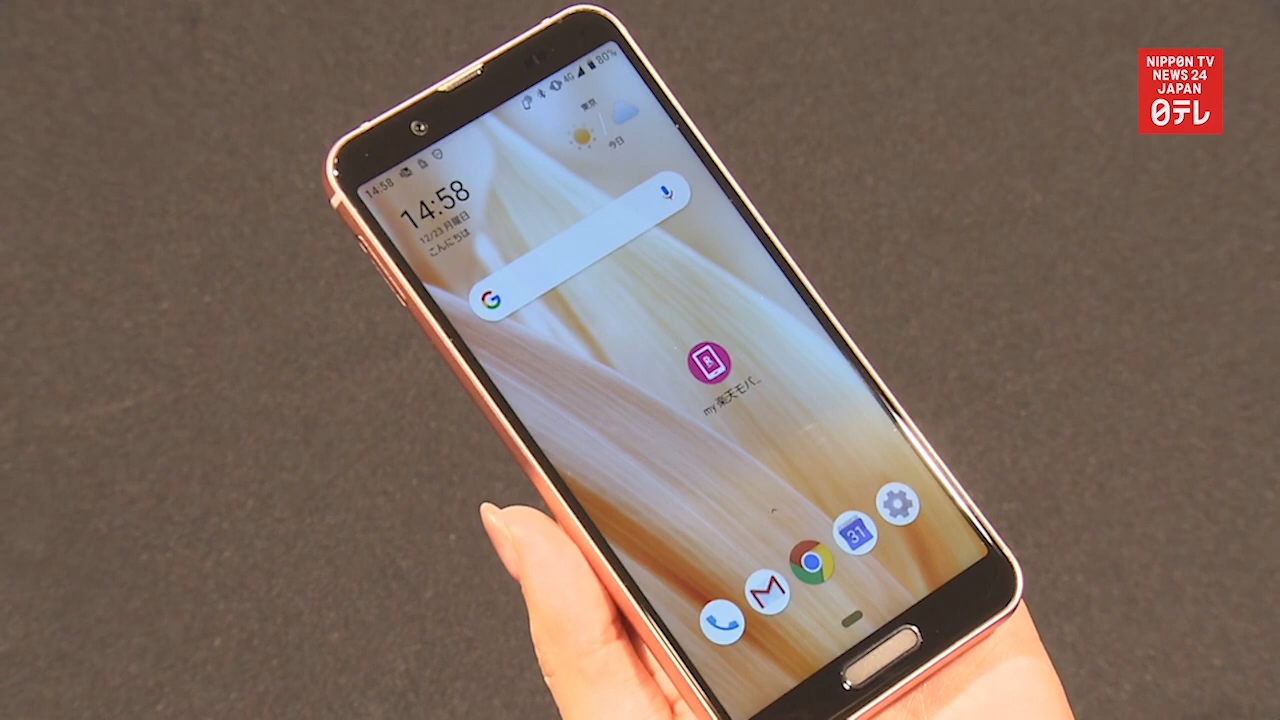 NIPPON TV
NEWS 24
JAPAN
日テレ
4G
80%
東京
今日
14:58
14:58
12/23 月曜日
こんにちは
G
R
my 楽天モバ...
31